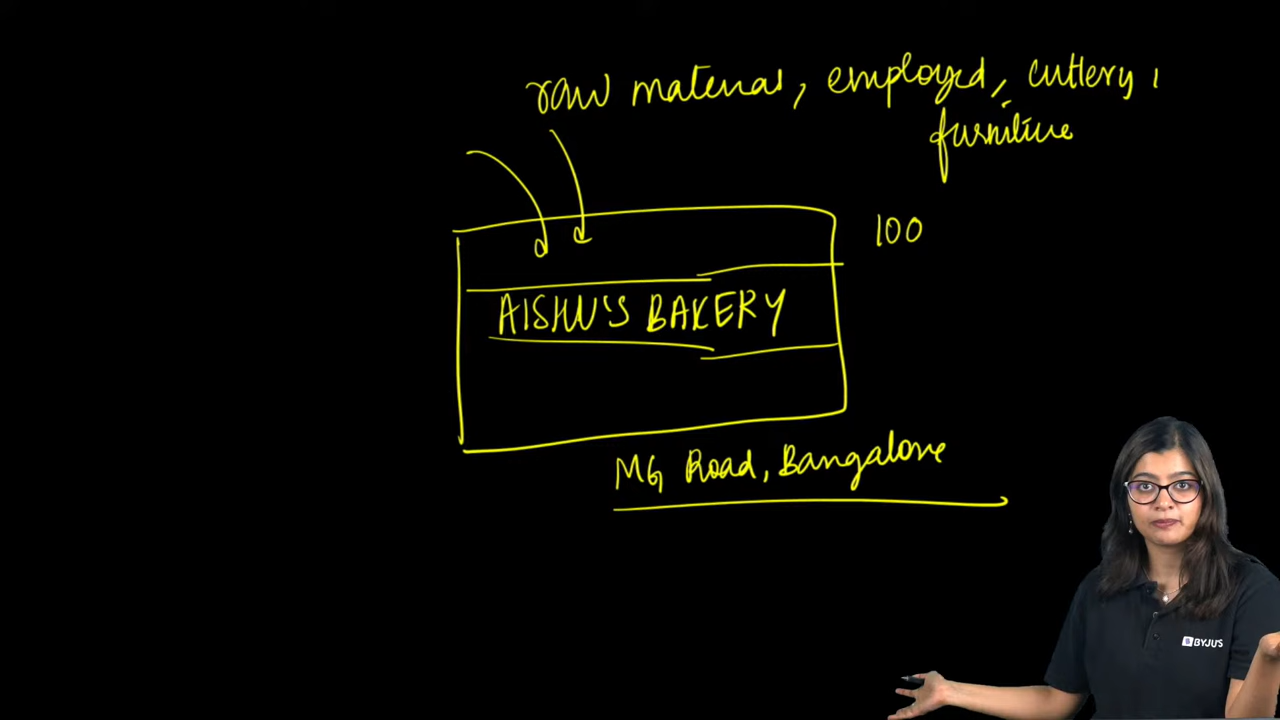 raw material, employed, cutlery,
furniture
100
AISHU'S BAKERY
MG Road, Bangalore
BYJU'S